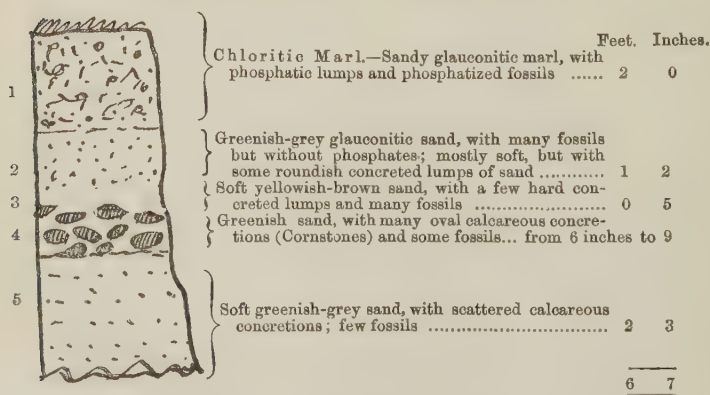 Feet. Inches.
1
Chloritic Marl.—Sandy glauconitic marl, with
phosphatic lumps and phosphatized fossils ...... 2 0
2
Greenish-grey glauconitic sand, with many fossils
but without phosphates; mostly soft, but with
some roundish concreted lumps of sand ............ 1 2
3
Soft yellowish-brown sand, with a few hard con-
creted lumps and many fossils ..................... 0 5
4
Greenish sand, with many oval calcareous concre-
tions (Cornstones) and some fossils... from 6 inches to 9
5
Soft greenish-grey sand, with scattered calcareous
concretions; few fossils ................................. 2 3
6 7